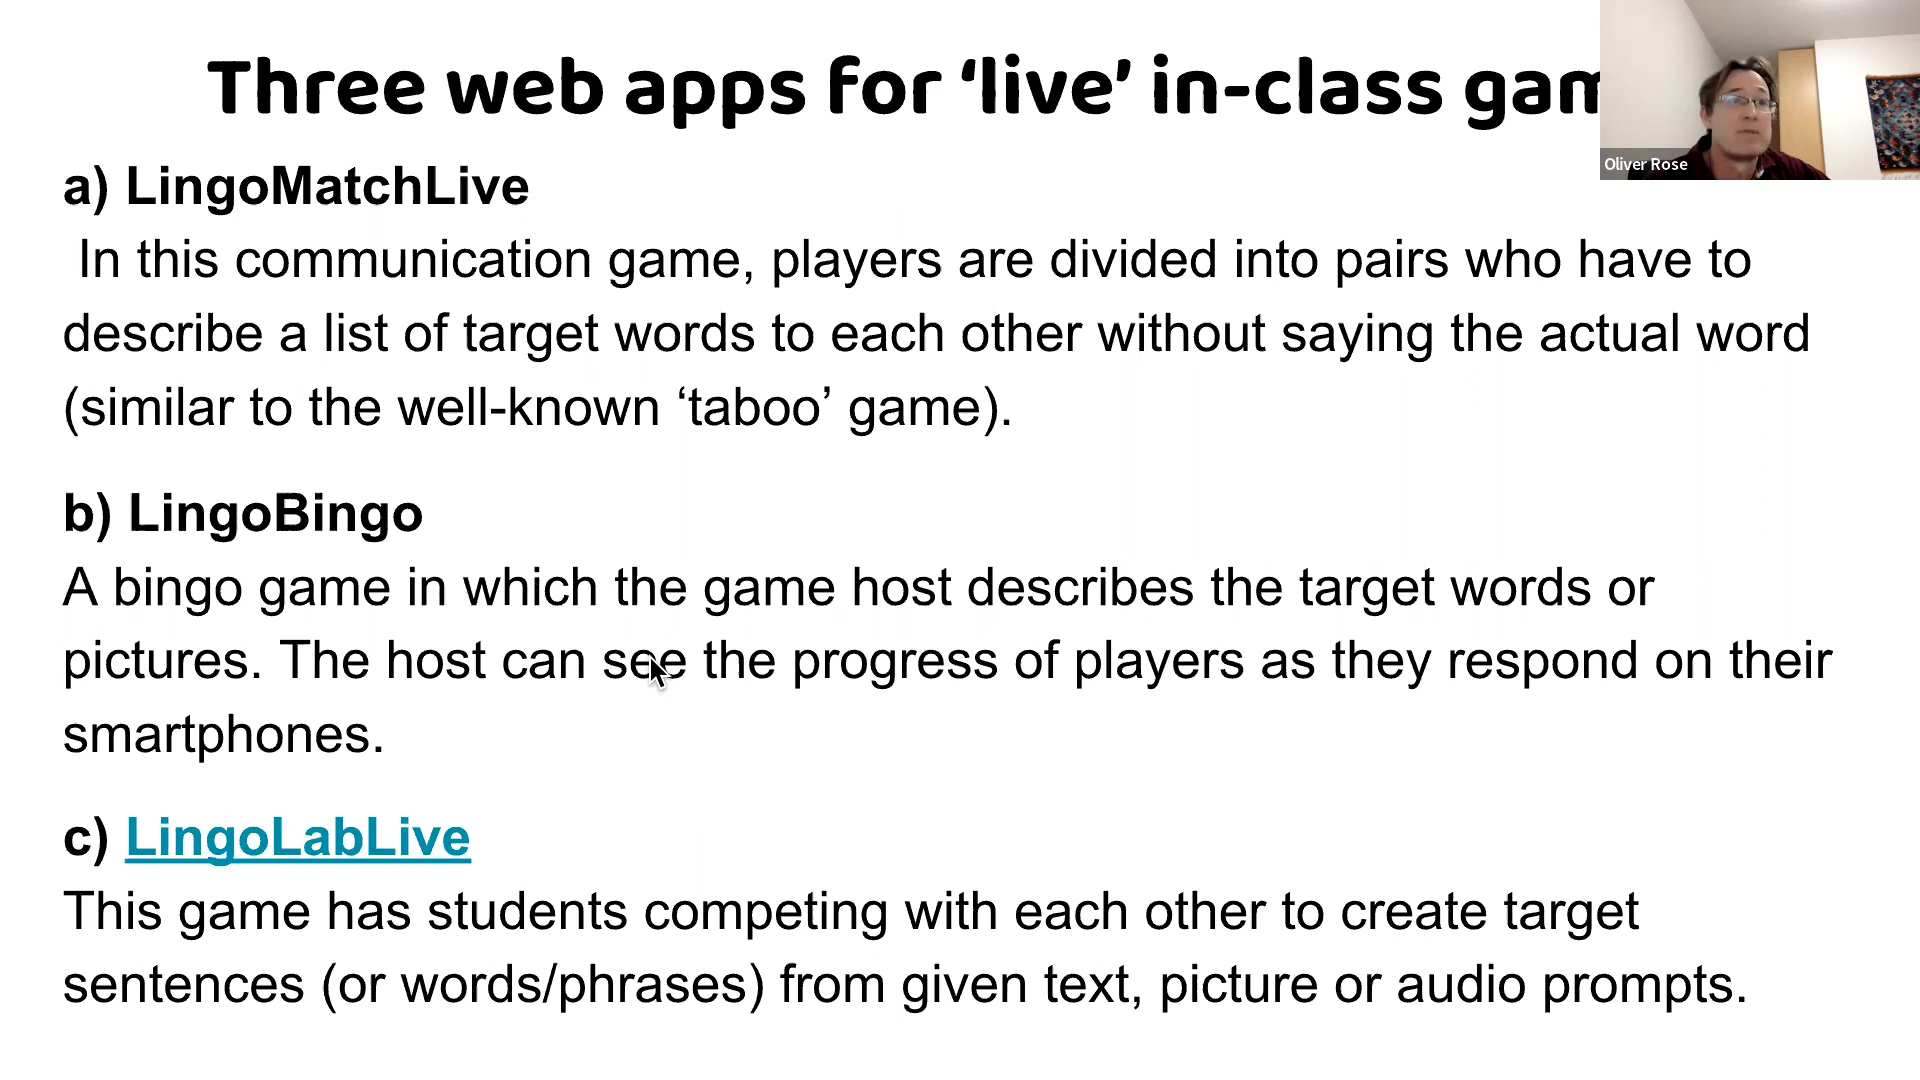 Three web apps for ‘live’ in-class gam
Oliver Rose
a) LingoMatchLive
In this communication game, players are divided into pairs who have to
describe a list of target words to each other without saying the actual word
(similar to the well-known ‘taboo’ game).
b) LingoBingo
A bingo game in which the game host describes the target words or
pictures. The host can see the progress of players as they respond on their
smartphones.
c) LingoLabLive
This game has students competing with each other to create target
sentences (or words/phrases) from given text, picture or audio prompts.